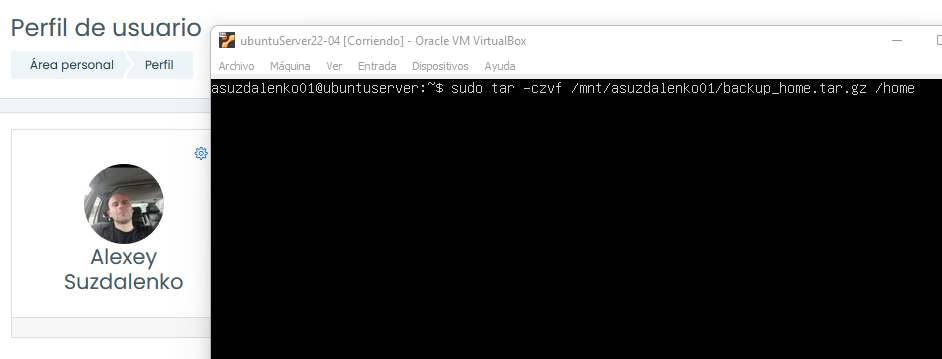 Perfil de usuario
Área personal
Perfil
Alexey
Suzdalenko
ubuntuServer22-04 [Corriendo] - Oracle VM VirtualBox
Archivo Máquina Ver Entrada Dispositivos Ayuda
asuzdalenko01@ubuntuserver:~$ sudo tar -czvf /mnt/asuzdalenko01/backup_home.tar.gz /home